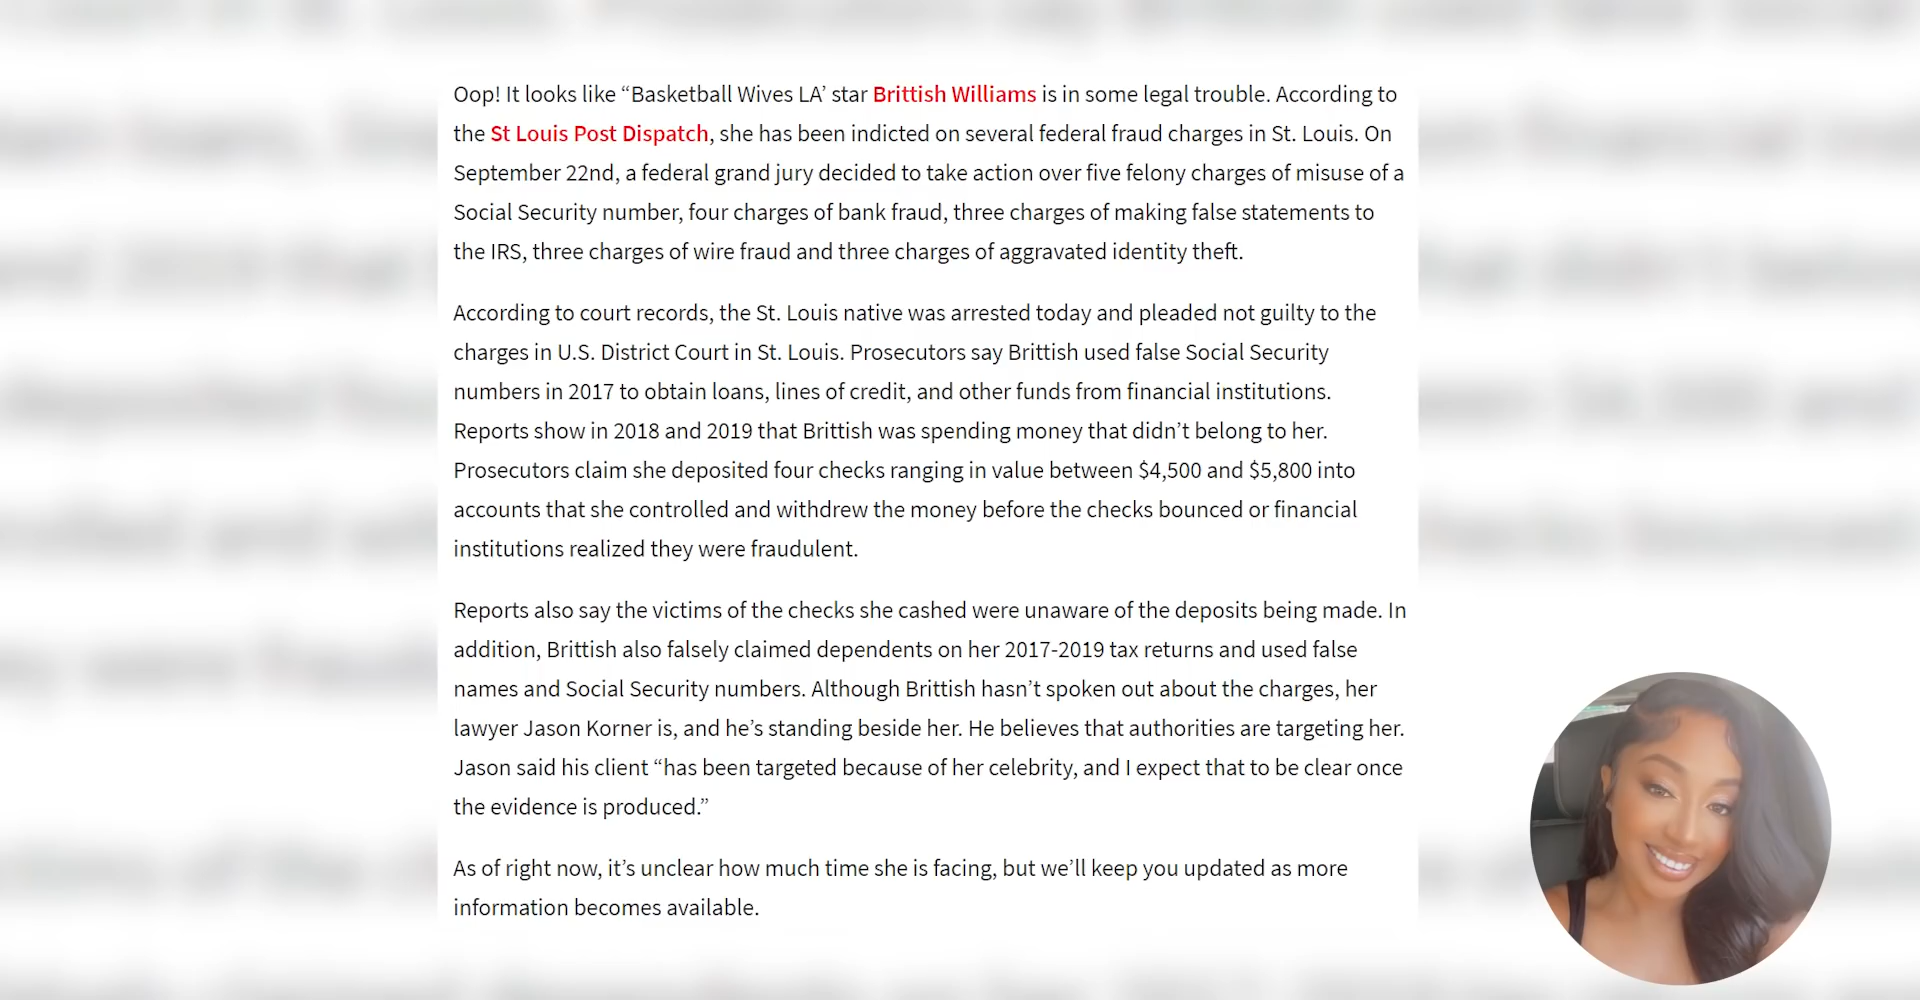 Oop! It looks like “Basketball Wives LA’ star Brittish Williams is in some legal trouble. According to
the St Louis Post Dispatch, she has been indicted on several federal fraud charges in St. Louis. On
September 22nd, a federal grand jury decided to take action over five felony charges of misuse of a
Social Security number, four charges of bank fraud, three charges of making false statements to
the IRS, three charges of wire fraud and three charges of aggravated identity theft.
According to court records, the St. Louis native was arrested today and pleaded not guilty to the
charges in U.S. District Court in St. Louis. Prosecutors say Brittish used false Social Security
numbers in 2017 to obtain loans, lines of credit, and other funds from financial institutions.
Reports show in 2018 and 2019 that Brittish was spending money that didn’t belong to her.
Prosecutors claim she deposited four checks ranging in value between $4,500 and $5,800 into
accounts that she controlled and withdrew the money before the checks bounced or financial
institutions realized they were fraudulent.
Reports also say the victims of the checks she cashed were unaware of the deposits being made. In
addition, Brittish also falsely claimed dependents on her 2017-2019 tax returns and used false
names and Social Security numbers. Although Brittish hasn’t spoken out about the charges, her
lawyer Jason Korner is, and he’s standing beside her. He believes that authorities are targeting her.
Jason said his client “has been targeted because of her celebrity, and I expect that to be clear once
the evidence is produced.”
As of right now, it’s unclear how much time she is facing, but we’ll keep you updated as more
information becomes available.